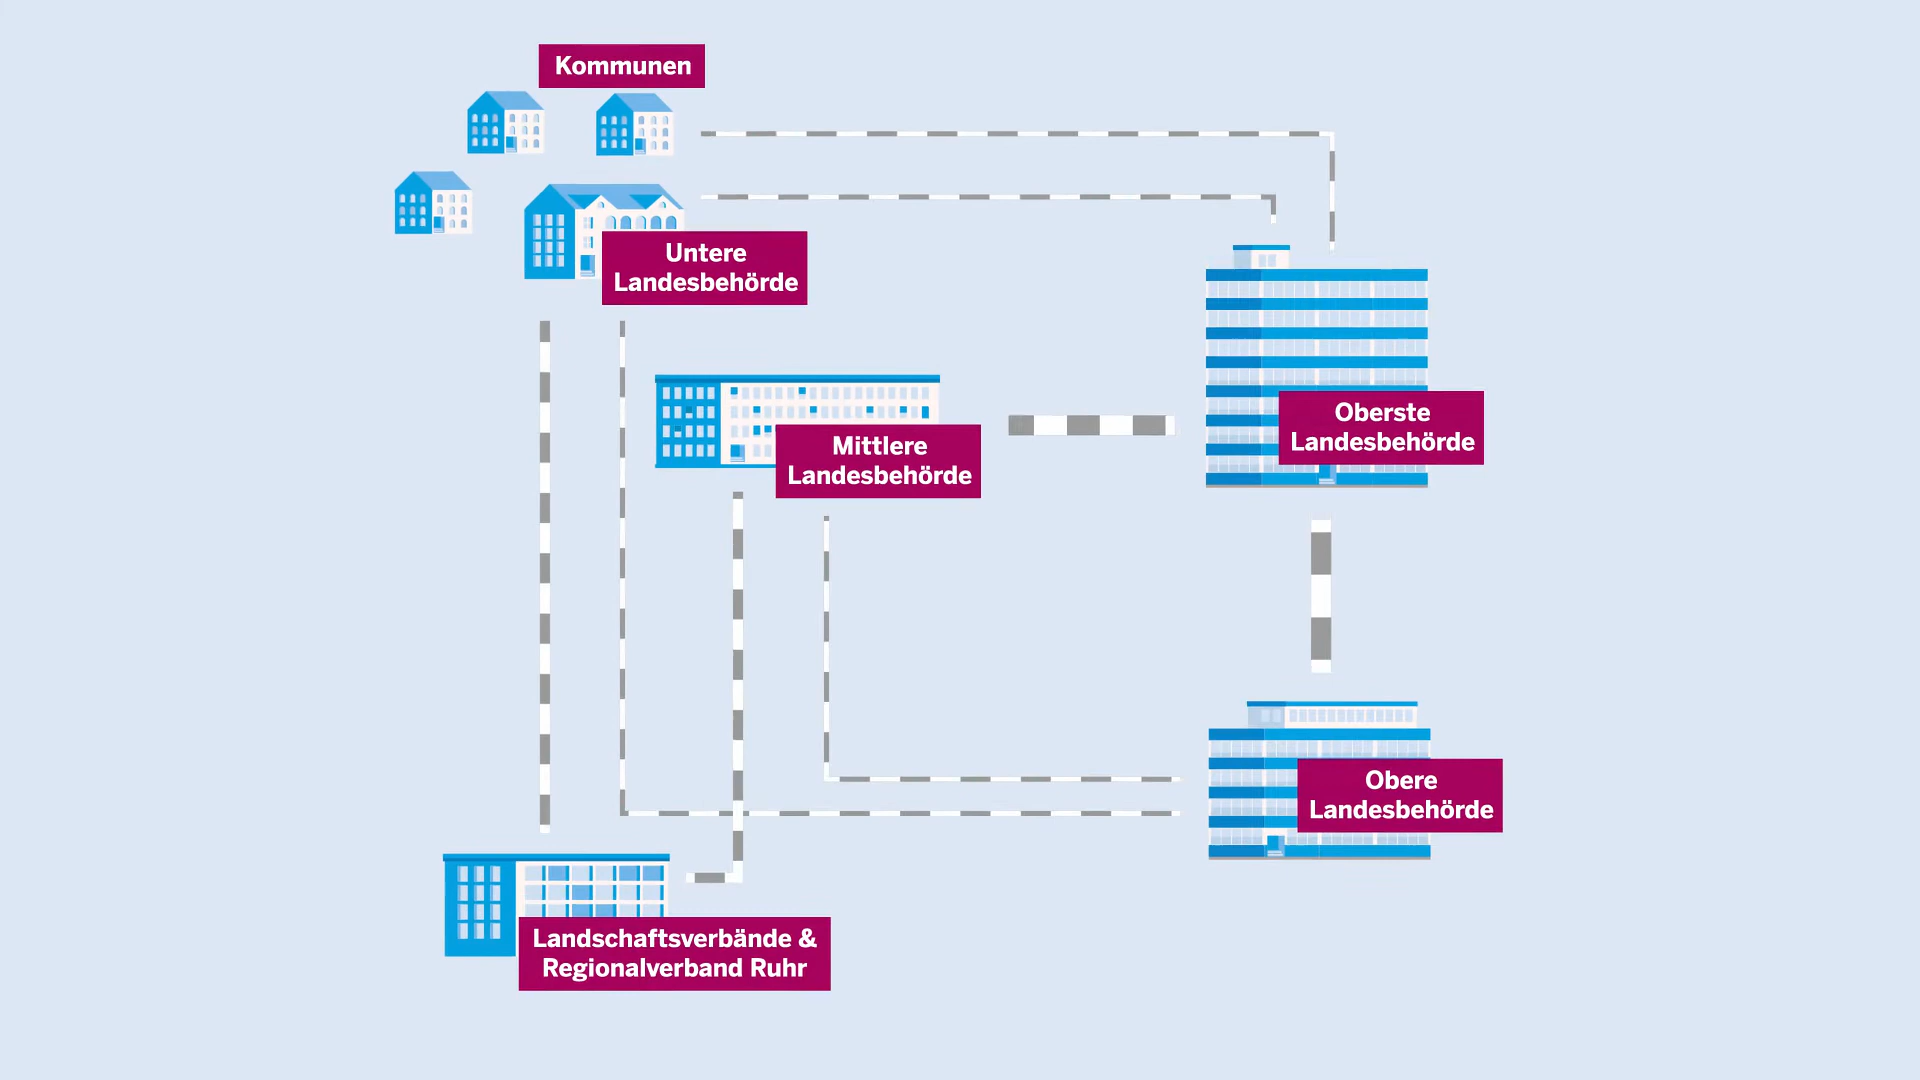 Kommunen
Untere
Landesbehörde
Mittlere
Landesbehörde
Oberste
Landesbehörde
Obere
Landesbehörde
Landschaftsverbände &
Regionalverband Ruhr